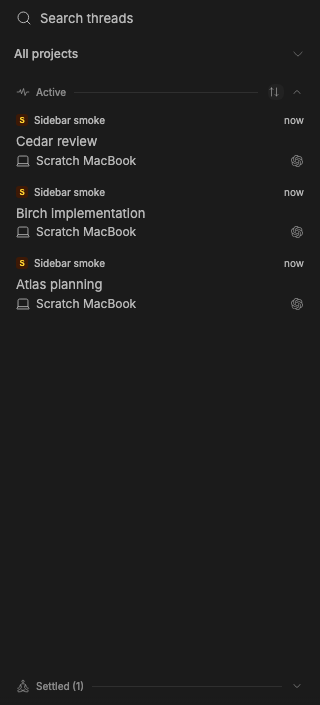 Search threads
All projects
Active
S Sidebar smoke now
Cedar review
Scratch MacBook
S Sidebar smoke now
Birch implementation
Scratch MacBook
S Sidebar smoke now
Atlas planning
Scratch MacBook
Settled (1)